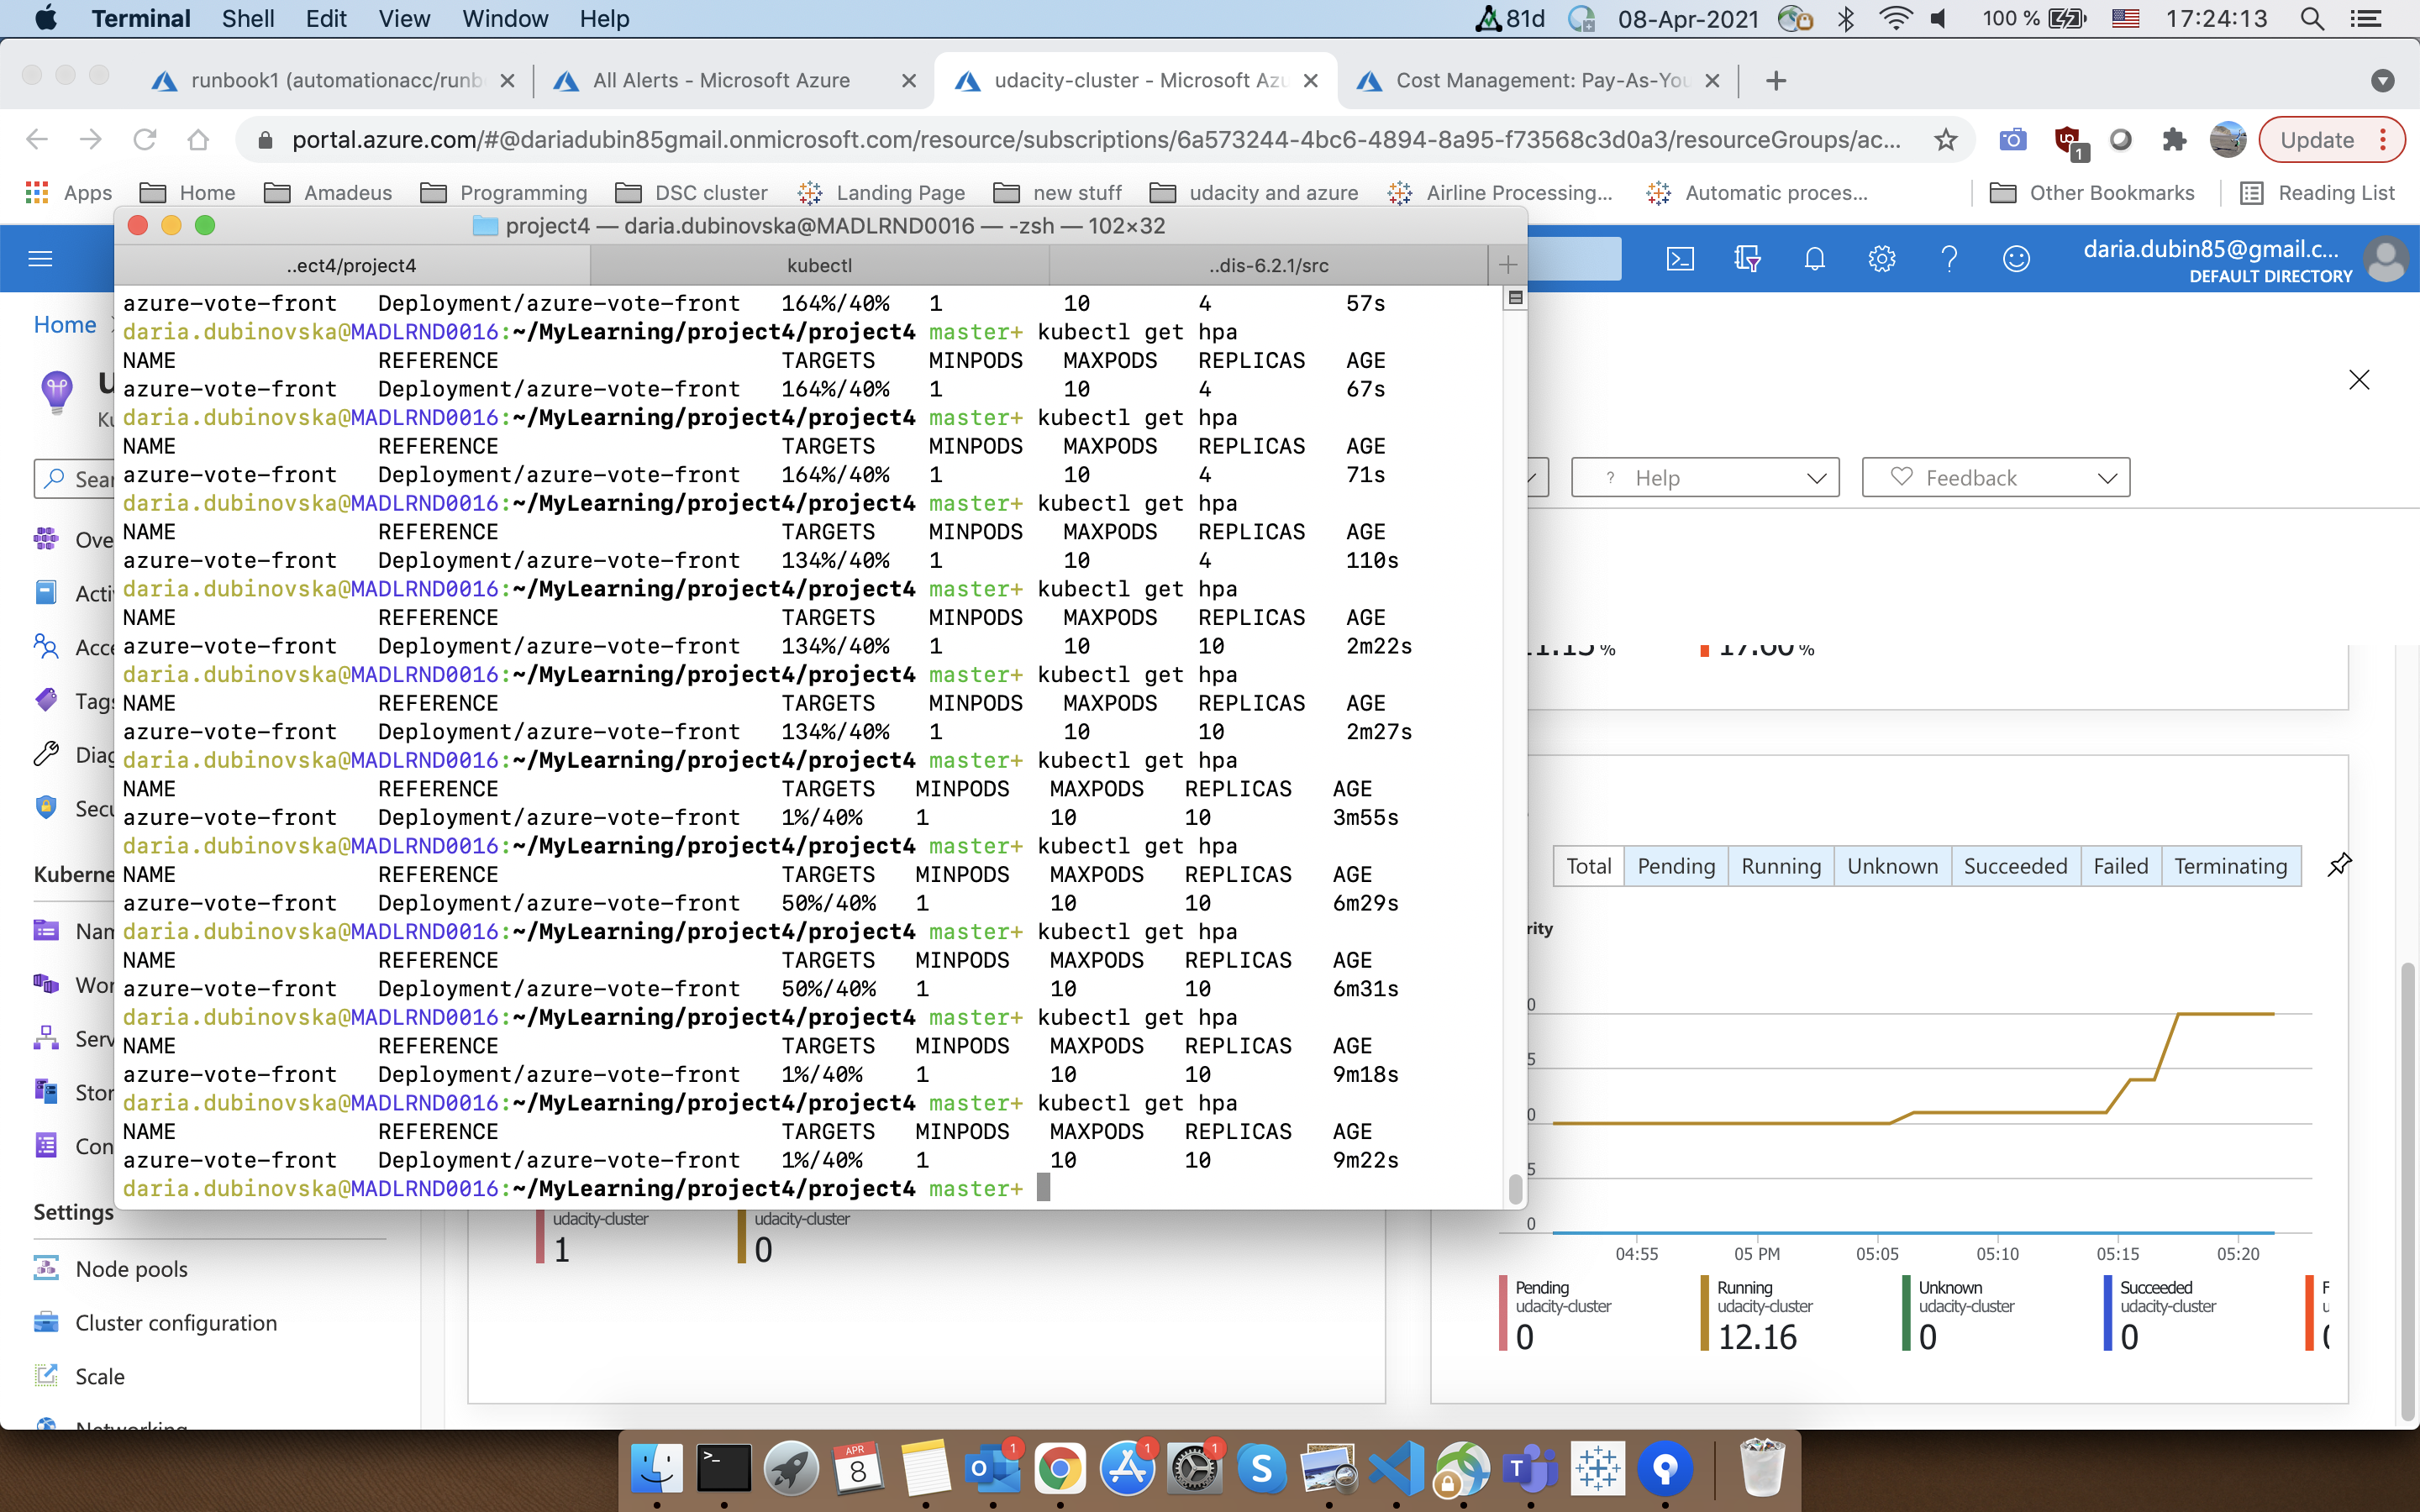 Terminal Shell Edit View Window Help 81d 08-Apr-2021 100 % 17:24:13
runbook1 (automationacc/runb All Alerts - Microsoft Azure udacity-cluster - Microsoft Azu Cost Management: Pay-As-You
portal.azure.com/#@dariadubin85gmail.onmicrosoft.com/resource/subscriptions/6a573244-4bc6-4894-8a95-f73568c3d0a3/resourceGroups/ac... 1 Update
Apps Home Amadeus Programming DSC cluster Landing Page new stuff udacity and azure Airline Processing... Automatic proces... Other Bookmarks Reading List
project4 — daria.dubinovska@MADLRND0016 — -zsh — 102×32
..ect4/project4 kubectl ..dis-6.2.1/src
daria.dubin85@gmail.c...
DEFAULT DIRECTORY
azure-vote-front Deployment/azure-vote-front 164%/40% 1 10 4 57s
daria.dubinovska@MADLRND0016:~/MyLearning/project4/project4 master+ kubectl get hpa
NAME REFERENCE TARGETS MINPODS MAXPODS REPLICAS AGE
azure-vote-front Deployment/azure-vote-front 164%/40% 1 10 4 67s
daria.dubinovska@MADLRND0016:~/MyLearning/project4/project4 master+ kubectl get hpa
NAME REFERENCE TARGETS MINPODS MAXPODS REPLICAS AGE
azure-vote-front Deployment/azure-vote-front 164%/40% 1 10 4 71s
daria.dubinovska@MADLRND0016:~/MyLearning/project4/project4 master+ kubectl get hpa
NAME REFERENCE TARGETS MINPODS MAXPODS REPLICAS AGE
azure-vote-front Deployment/azure-vote-front 134%/40% 1 10 4 110s
daria.dubinovska@MADLRND0016:~/MyLearning/project4/project4 master+ kubectl get hpa
NAME REFERENCE TARGETS MINPODS MAXPODS REPLICAS AGE
azure-vote-front Deployment/azure-vote-front 134%/40% 1 10 10 2m22s
daria.dubinovska@MADLRND0016:~/MyLearning/project4/project4 master+ kubectl get hpa
NAME REFERENCE TARGETS MINPODS MAXPODS REPLICAS AGE
azure-vote-front Deployment/azure-vote-front 134%/40% 1 10 10 2m27s
daria.dubinovska@MADLRND0016:~/MyLearning/project4/project4 master+ kubectl get hpa
NAME REFERENCE TARGETS MINPODS MAXPODS REPLICAS AGE
azure-vote-front Deployment/azure-vote-front 1%/40% 1 10 10 3m55s
daria.dubinovska@MADLRND0016:~/MyLearning/project4/project4 master+ kubectl get hpa
NAME REFERENCE TARGETS MINPODS MAXPODS REPLICAS AGE
azure-vote-front Deployment/azure-vote-front 50%/40% 1 10 10 6m29s
daria.dubinovska@MADLRND0016:~/MyLearning/project4/project4 master+ kubectl get hpa
NAME REFERENCE TARGETS MINPODS MAXPODS REPLICAS AGE
azure-vote-front Deployment/azure-vote-front 50%/40% 1 10 10 6m31s
daria.dubinovska@MADLRND0016:~/MyLearning/project4/project4 master+ kubectl get hpa
NAME REFERENCE TARGETS MINPODS MAXPODS REPLICAS AGE
azure-vote-front Deployment/azure-vote-front 1%/40% 1 10 10 9m18s
daria.dubinovska@MADLRND0016:~/MyLearning/project4/project4 master+ kubectl get hpa
NAME REFERENCE TARGETS MINPODS MAXPODS REPLICAS AGE
azure-vote-front Deployment/azure-vote-front 1%/40% 1 10 10 9m22s
daria.dubinovska@MADLRND0016:~/MyLearning/project4/project4 master+
Home
Ku
Sear
Ove
Acti
Acce
Tags
Diag
Secu
Kuberne
Nam
Wor
Serv
Stor
Con
Settings
Node pools
Cluster configuration
Scale
Networking
? Help Feedback
17.60 %
Total Pending Running Unknown Succeeded Failed Terminating
rity
0
5
0
5
0
04:55 05 PM 05:05 05:10 05:15 05:20
udacity-cluster udacity-cluster
1 0
Pending Running Unknown Succeeded F
udacity-cluster udacity-cluster udacity-cluster udacity-cluster u
0 12.16 0 0
APR
8
1
1
1